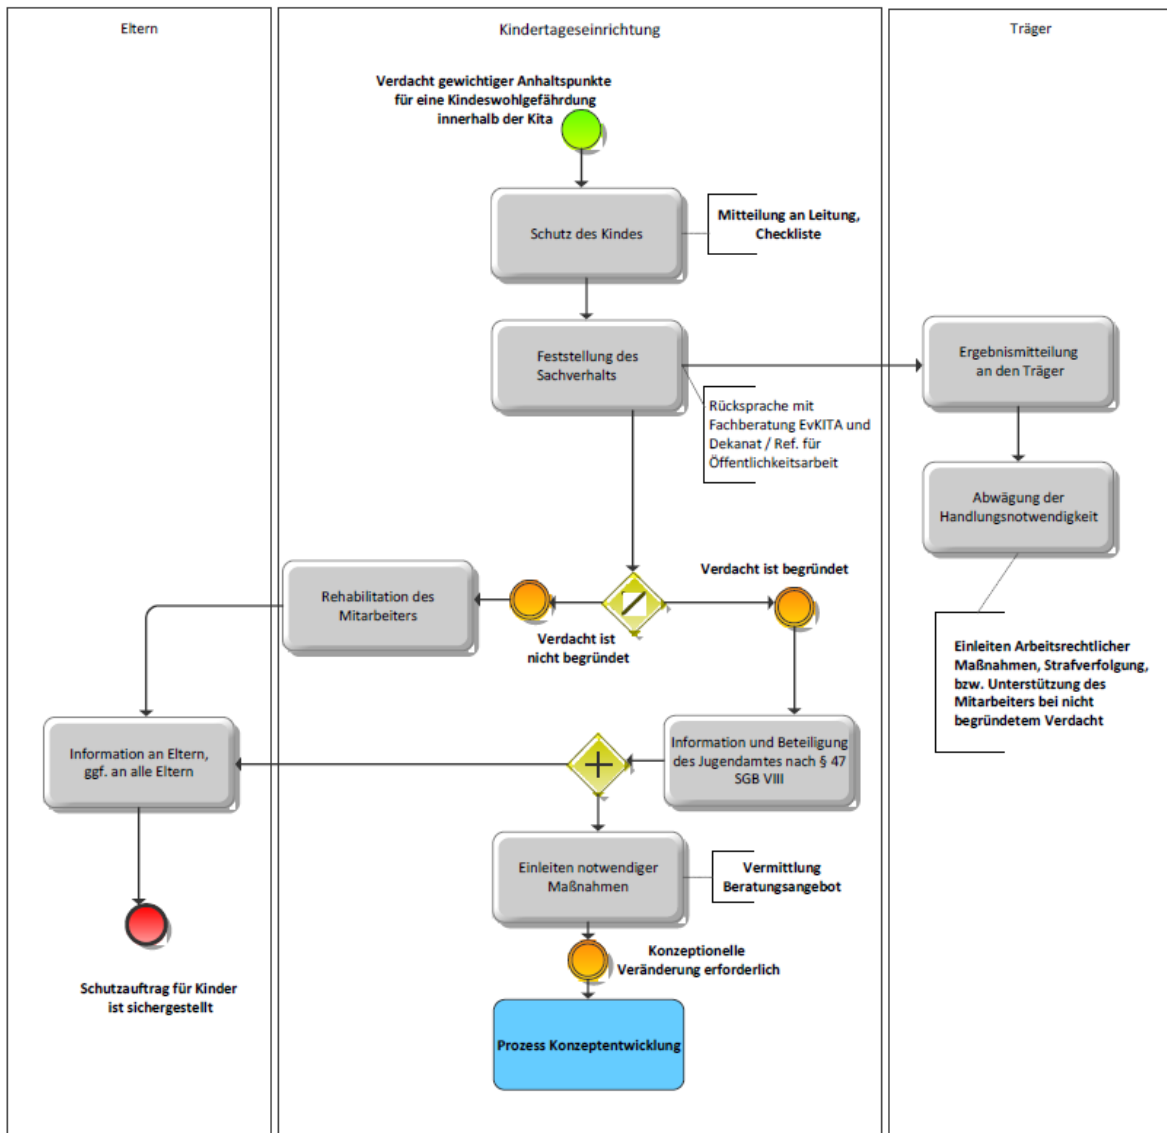 Eltern
Kindertageseinrichtung
Träger
Verdacht gewichtiger Anhaltspunkte
für eine Kindeswohlgefährdung
innerhalb der Kita
Schutz des Kindes
Mitteilung an Leitung,
Checkliste
Feststellung des
Sachverhalts
Ergebnismitteilung
an den Träger
Rücksprache mit
Fachberatung EvKITA und
Dekanat / Ref. für
Öffentlichkeitsarbeit
Abwägung der
Handlungsnotwendigkeit
Verdacht ist begründet
Rehabilitation des
Mitarbeiters
Verdacht ist
nicht begründet
Einleiten Arbeitsrechtlicher
Maßnahmen, Strafverfolgung,
bzw. Unterstützung des
Mitarbeiters bei nicht
begründetem Verdacht
Information an Eltern,
ggf. an alle Eltern
Information und Beteiligung
des Jugendamtes nach § 47
SGB VIII
Einleiten notwendiger
Maßnahmen
Vermittlung
Beratungsangebot
Konzeptionelle
Veränderung erforderlich
Schutzauftrag für Kinder
ist sichergestellt
Prozess Konzeptentwicklung